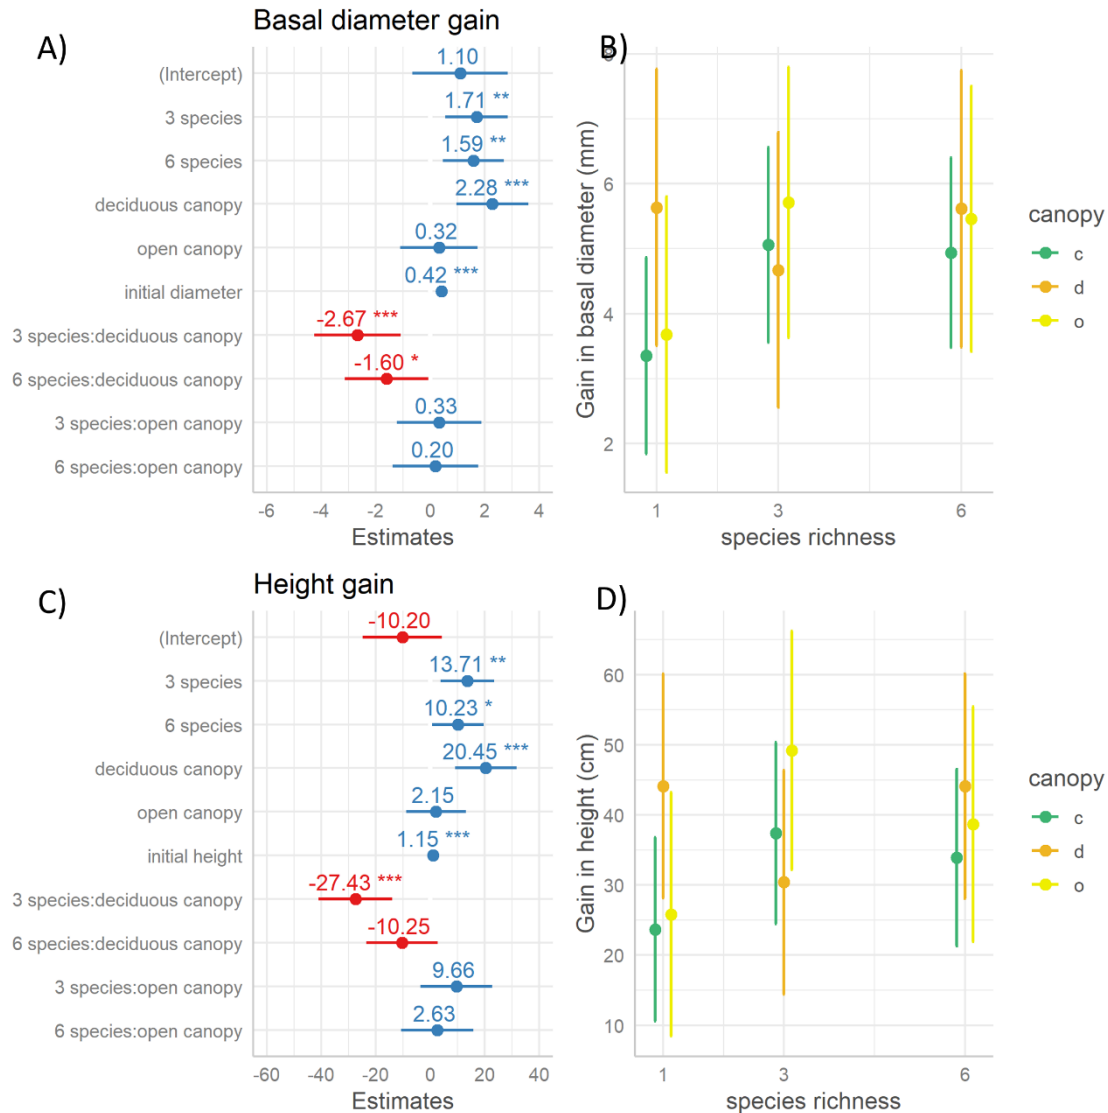 Basal diameter gain
A)
(Intercept)
1.10
3 species
1.71 **
6 species
1.59 **
deciduous canopy
2.28 ***
open canopy
0.32
initial diameter
0.42 ***
3 species:deciduous canopy
-2.67 ***
6 species:deciduous canopy
-1.60 *
3 species:open canopy
0.33
6 species:open canopy
0.20
-6 -4 -2 0 2 4
Estimates
B)
8
6
4
2
Gain in basal diameter (mm)
1 3 6
species richness
canopy
c
d
o
Height gain
C)
(Intercept)
-10.20
3 species
13.71 **
6 species
10.23 *
deciduous canopy
20.45 ***
open canopy
2.15
initial height
1.15 ***
3 species:deciduous canopy
-27.43 ***
6 species:deciduous canopy
-10.25
3 species:open canopy
9.66
6 species:open canopy
2.63
-60 -40 -20 0 20 40
Estimates
D)
60
50
40
30
20
10
Gain in height (cm)
1 3 6
species richness
canopy
c
d
o